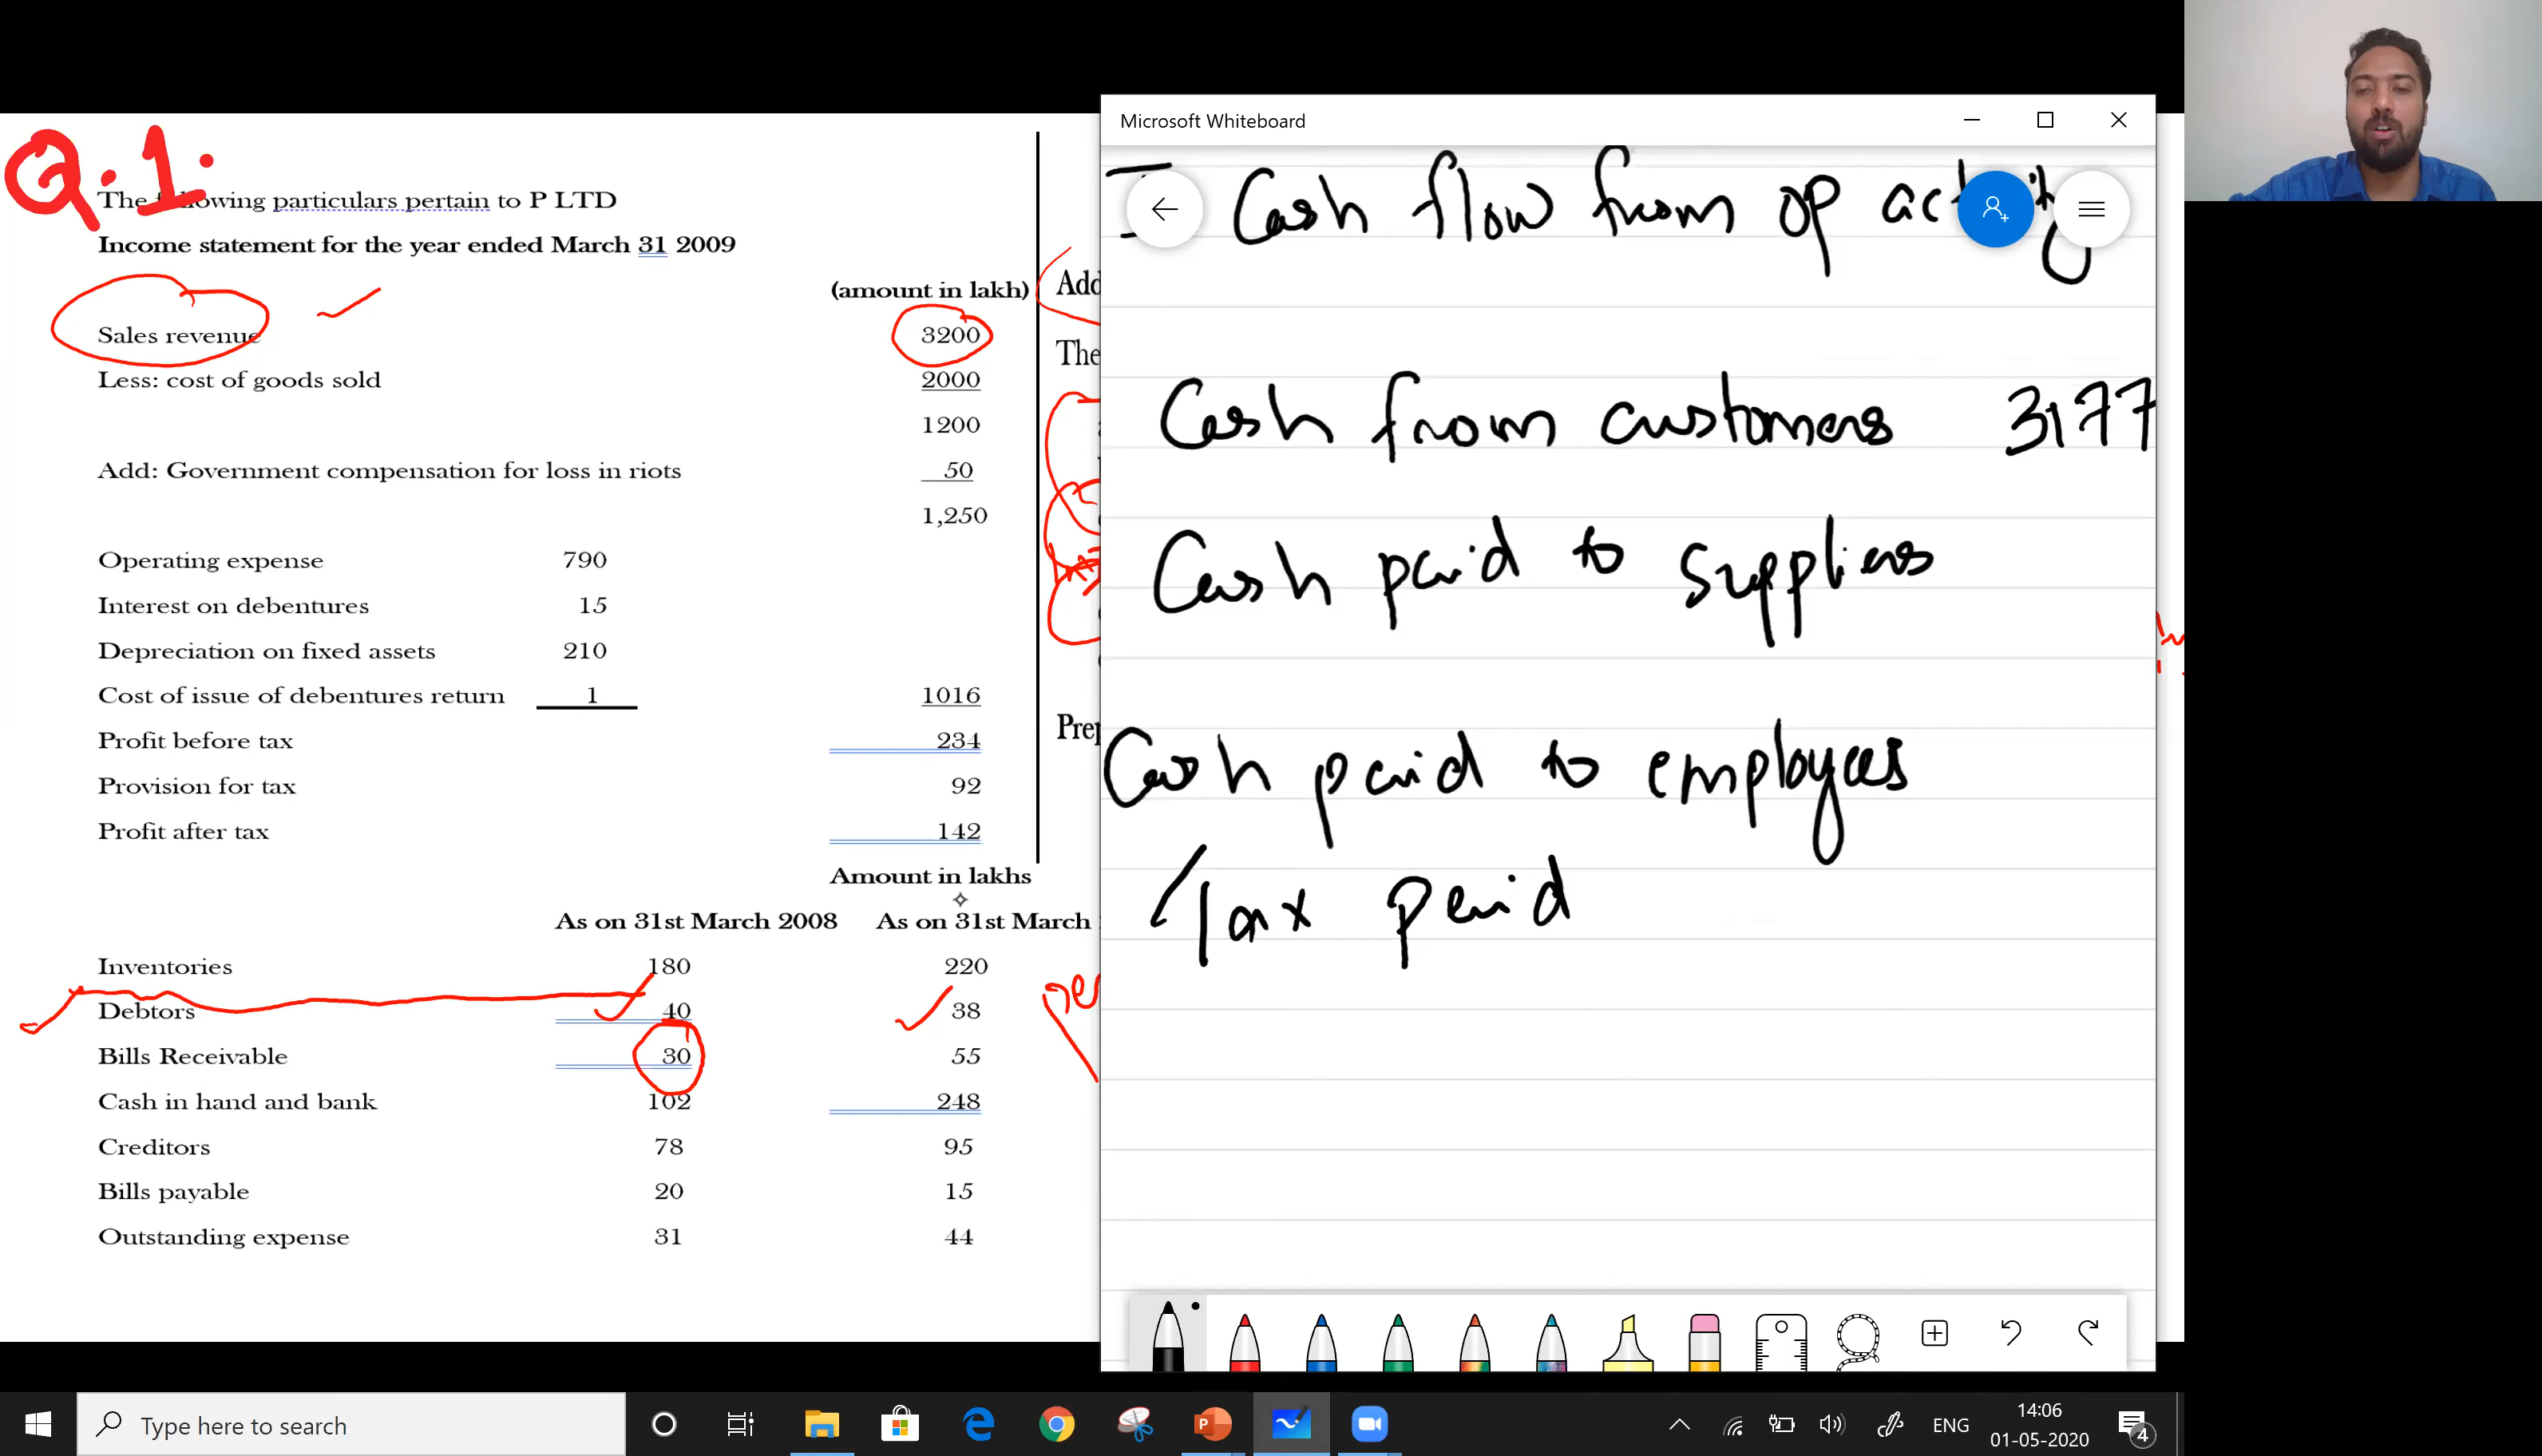 Q.1.
The following particulars pertain to P LTD
Income statement for the year ended March 31 2009
(amount in lakh)
Sales revenue 3200
Less: cost of goods sold 2000
1200
Add: Government compensation for loss in riots 50
1,250
Operating expense 790
Interest on debentures 15
Depreciation on fixed assets 210
Cost of issue of debentures return 1 1016
Profit before tax 234
Provision for tax 92
Profit after tax 142
Amount in lakhs
As on 31st March 2008 As on 31st March
Inventories 180 220
Debtors 40 38
Bills Receivable 30 55
Cash in hand and bank 102 248
Creditors 78 95
Bills payable 20 15
Outstanding expense 31 44
Add
The
Prep
Microsoft Whiteboard
I Cash flow from op activity
Cash from customers 3177
Cash paid to suppliers
Cash paid to employees
Tax paid
Type here to search
ENG
14:06
01-05-2020
4